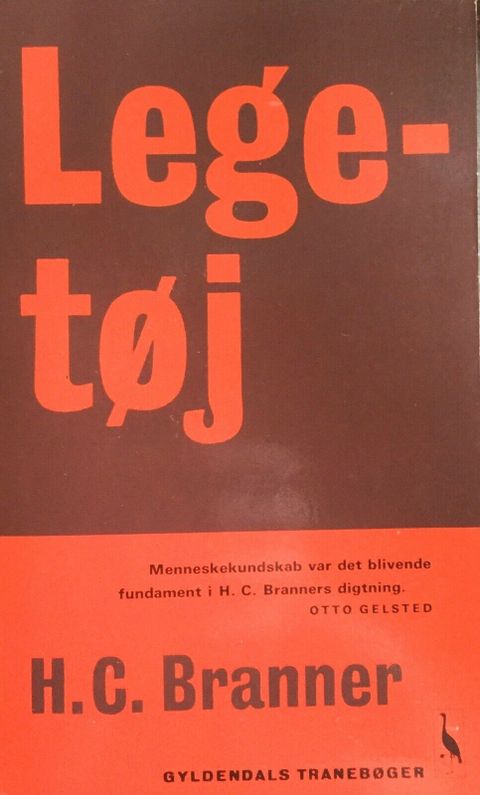 Lege-
tøj
Menneskekundskab var det blivende
fundament i H. C. Branners digtning.
OTTO GELSTED
H.C. Branner
GYLDENDALS TRANEBØGER